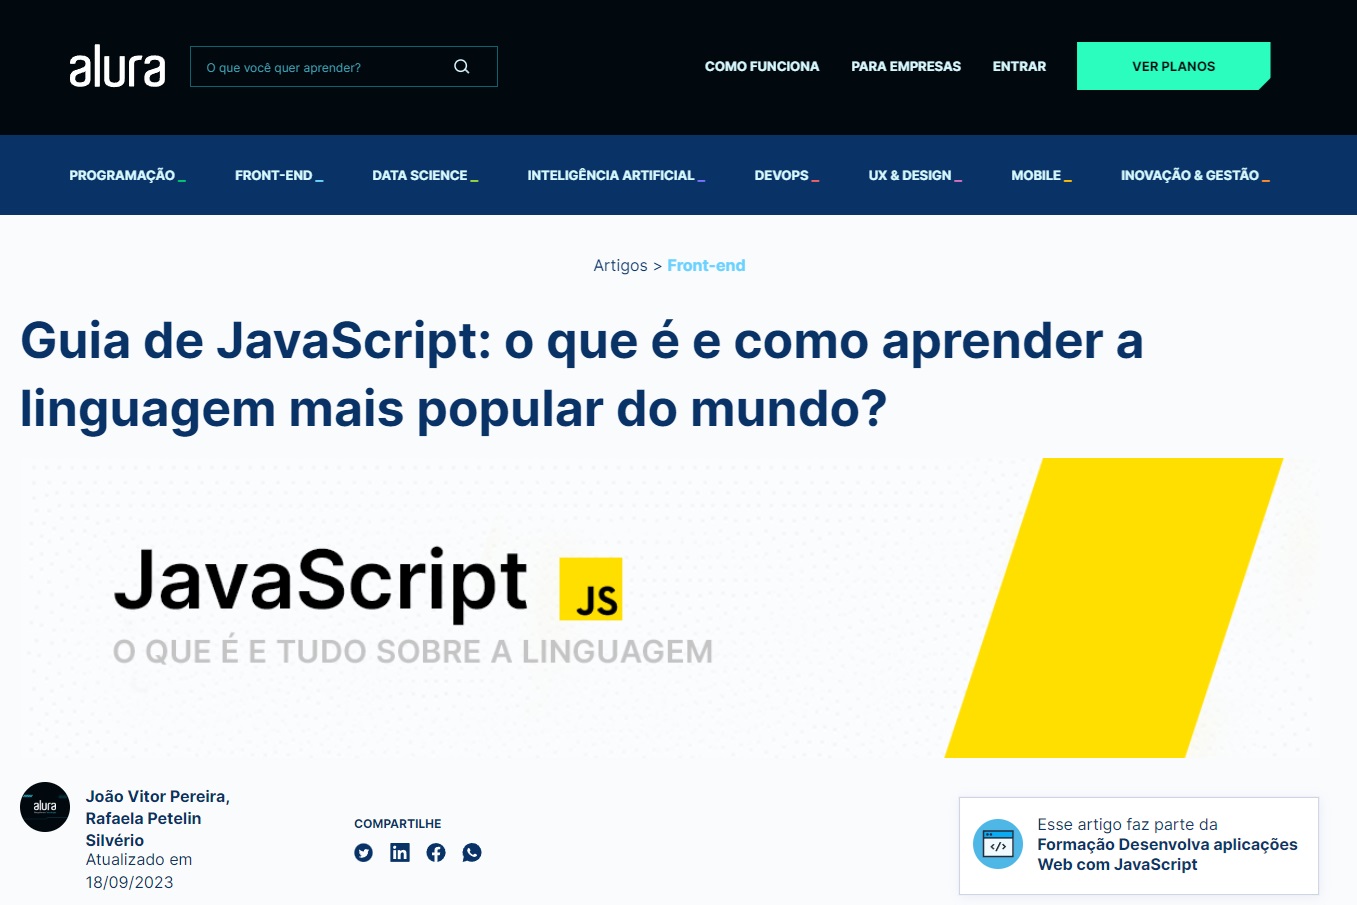 alura
O que você quer aprender?
COMO FUNCIONA
PARA EMPRESAS
ENTRAR
VER PLANOS
PROGRAMAÇÃO _
FRONT-END _
DATA SCIENCE _
INTELIGÊNCIA ARTIFICIAL _
DEVOPS _
UX & DESIGN _
MOBILE _
INOVAÇÃO & GESTÃO _
Artigos > Front-end
Guia de JavaScript: o que é e como aprender a
linguagem mais popular do mundo?
JavaScript JS
O QUE É E TUDO SOBRE A LINGUAGEM
alura
João Vitor Pereira,
Rafaela Petelin
Silvério
Atualizado em
18/09/2023
COMPARTILHE
Esse artigo faz parte da
Formação Desenvolva aplicações
Web com JavaScript